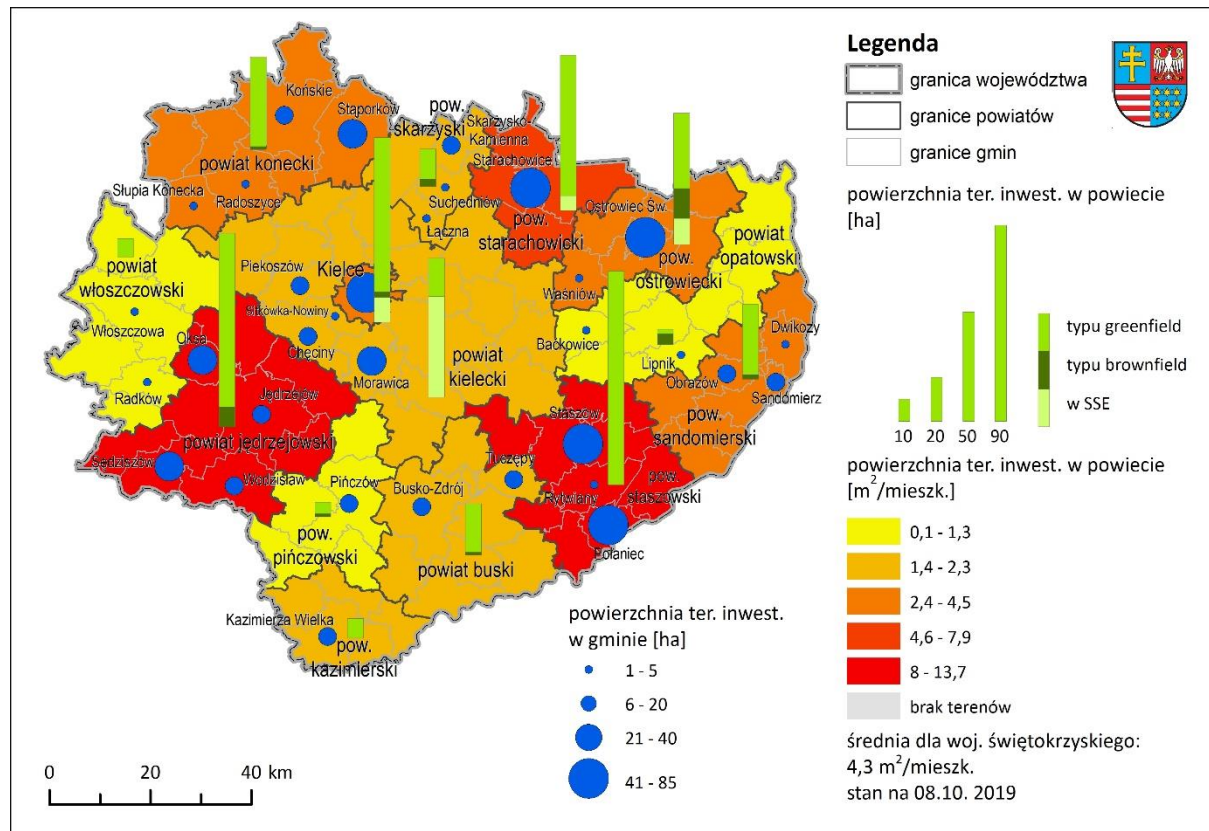 Końskie
Stąporków
pow.
skarżyski
Skarżysko-
Kamienna
Starachowice
powiat konecki
Słupia Konecka
Radoszyce
Suchedniów
Łączna
pow.
starachowicki
Ostrowiec Św.
pow.
ostrowiecki
powiat
opatowski
powiat
włoszczowski
Piekoszów
Kielce
Sitkówka-Nowiny
Waśniów
Włoszczowa
Oksa
Chęciny
Morawica
powiat
kielecki
Baćkowice
Lipnik
Dwikozy
Obrazów
Sandomierz
Radków
Jędrzejów
powiat jędrzejowski
Staszów
pow.
sandomierski
Sędziszów
Wodzisław
Pińczów
Busko-Zdrój
Tuczępy
Rytwiany
pow.
staszowski
pow.
pińczowski
powiat buski
Połaniec
Kazimierza Wielka
pow.
kazimierski
Legenda
granica województwa
granice powiatów
granice gmin
powierzchnia ter. inwest. w powiecie
[ha]
typu greenfield
typu brownfield
w SSE
10 20 50 90
powierzchnia ter. inwest. w powiecie
[m²/mieszk.]
0,1 - 1,3
1,4 - 2,3
2,4 - 4,5
4,6 - 7,9
8 - 13,7
brak terenów
średnia dla woj. świętokrzyskiego:
4,3 m²/mieszk.
stan na 08.10. 2019
powierzchnia ter. inwest.
w gminie [ha]
1 - 5
6 - 20
21 - 40
41 - 85
0 20 40 km